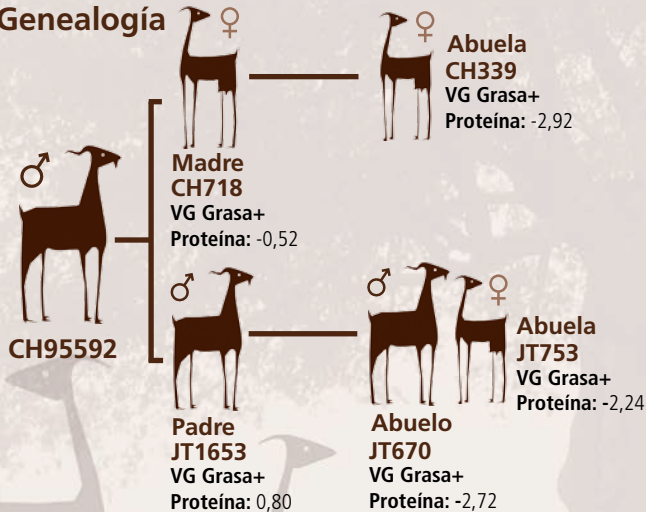 Genealogía
Abuela
CH339
VG Grasa+
Proteína: -2,92
Madre
CH718
VG Grasa+
Proteína: -0,52
CH95592
Abuela
JT753
VG Grasa+
Proteína: -2,24
Padre
JT1653
VG Grasa+
Proteína: 0,80
Abuelo
JT670
VG Grasa+
Proteína: -2,72